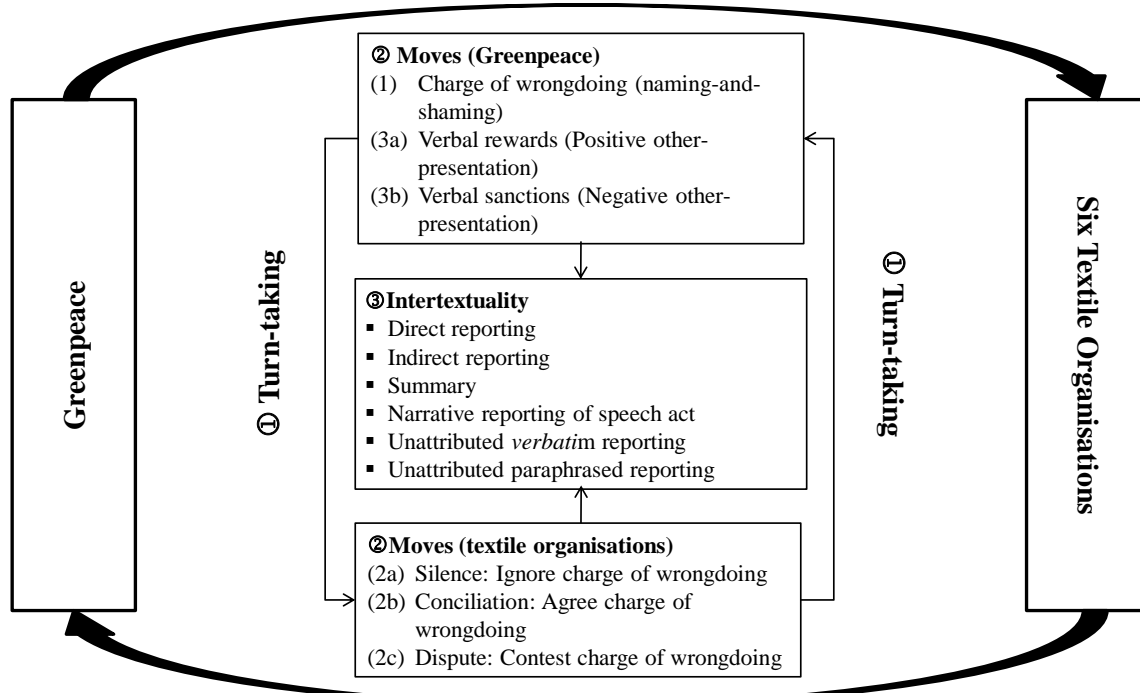 Greenpeace
① Turn-taking
② Moves (Greenpeace)
(1) Charge of wrongdoing (naming-and-
shaming)
(3a) Verbal rewards (Positive other-
presentation)
(3b) Verbal sanctions (Negative other-
presentation)
③Intertextuality
▪ Direct reporting
▪ Indirect reporting
▪ Summary
▪ Narrative reporting of speech act
▪ Unattributed verbatim reporting
▪ Unattributed paraphrased reporting
②Moves (textile organisations)
(2a) Silence: Ignore charge of wrongdoing
(2b) Conciliation: Agree charge of
wrongdoing
(2c) Dispute: Contest charge of wrongdoing
① Turn-taking
Six Textile Organisations